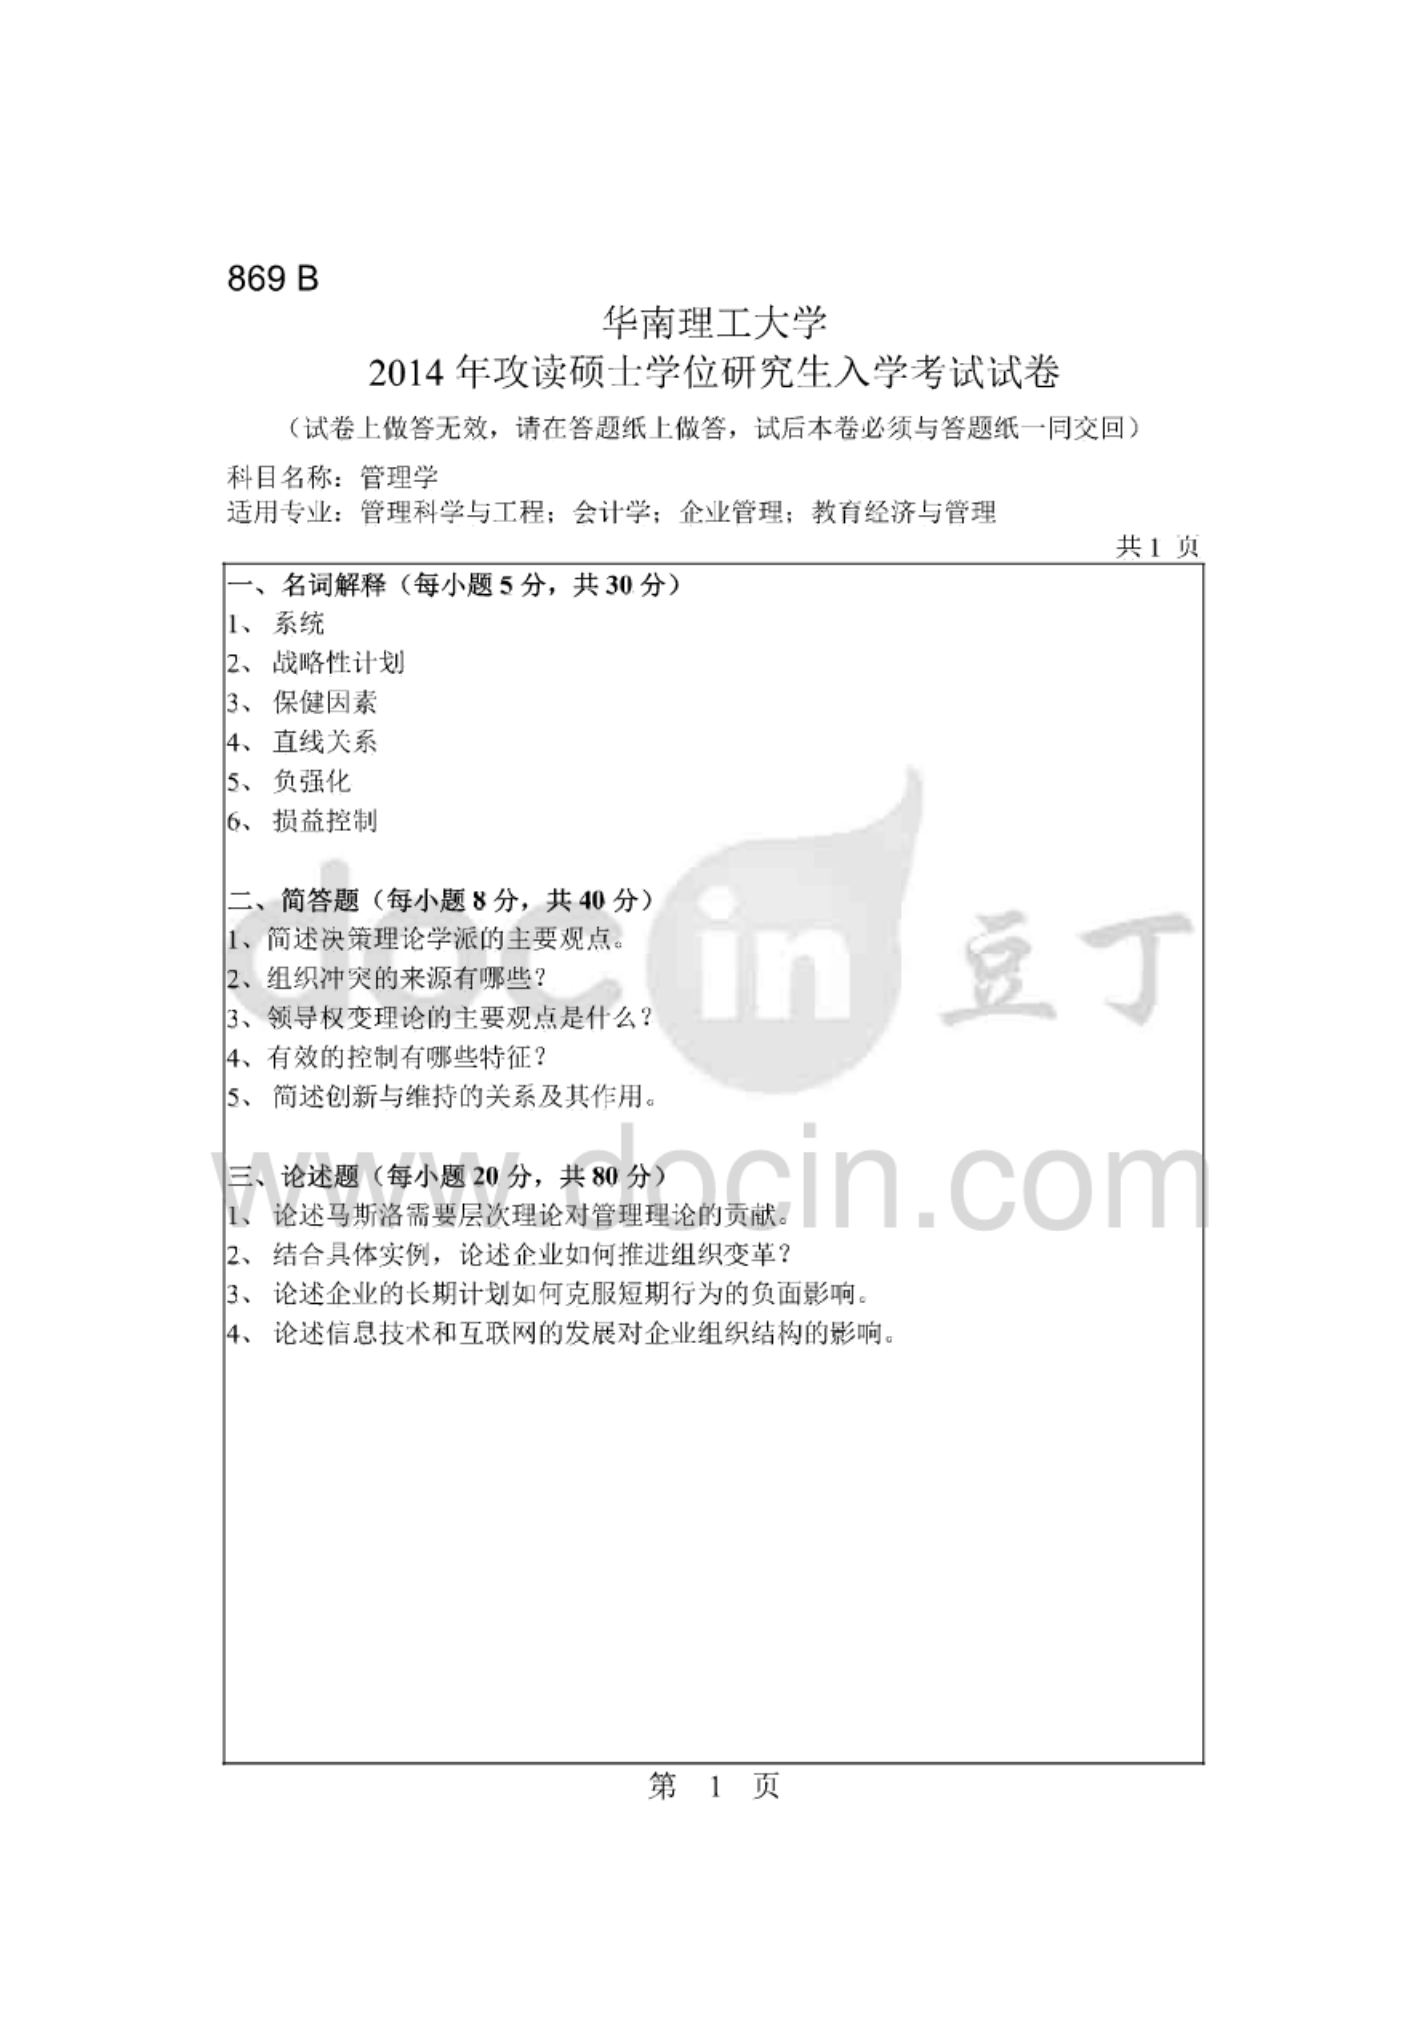 869 B
华南理工大学
2014 年攻读硕士学位研究生入学考试试卷
（试卷上做答无效，请在答题纸上做答，试后本卷必须与答题纸一同交回）
科目名称：管理学
适用专业：管理科学与工程；会计学；企业管理；教育经济与管理
共 1 页
一、名词解释（每小题 5 分，共 30 分）
1、 系统
2、 战略性计划
3、 保健因素
4、 直线关系
5、 负强化
6、 损益控制
二、简答题（每小题 8 分，共 40 分）
1、简述决策理论学派的主要观点。
2、组织冲突的来源有哪些？
3、领导权变理论的主要观点是什么？
4、有效的控制有哪些特征？
5、 简述创新与维持的关系及其作用。
三、论述题（每小题 20 分，共 80 分）
1、 论述马斯洛需要层次理论对管理理论的贡献。
2、 结合具体实例，论述企业如何推进组织变革？
3、 论述企业的长期计划如何克服短期行为的负面影响。
4、 论述信息技术和互联网的发展对企业组织结构的影响。
第 1 页
docin 豆丁
www.docin.com